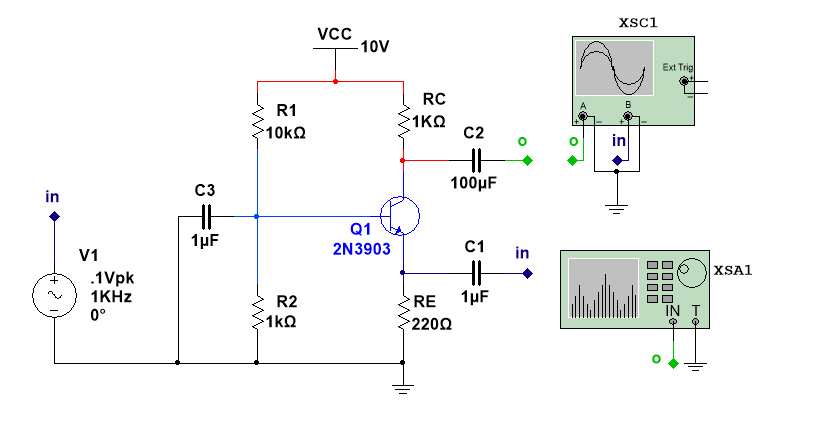 XSC1
VCC
10V
Ext Trig
+
−
R1
10kΩ
RC
1KΩ
A
B
+ − + −
C2
100µF
o
o
in
in
C3
1µF
Q1
2N3903
V1
.1Vpk
1KHz
0°
+
−
C1
1µF
in
XSA1
R2
1kΩ
RE
220Ω
IN T
o